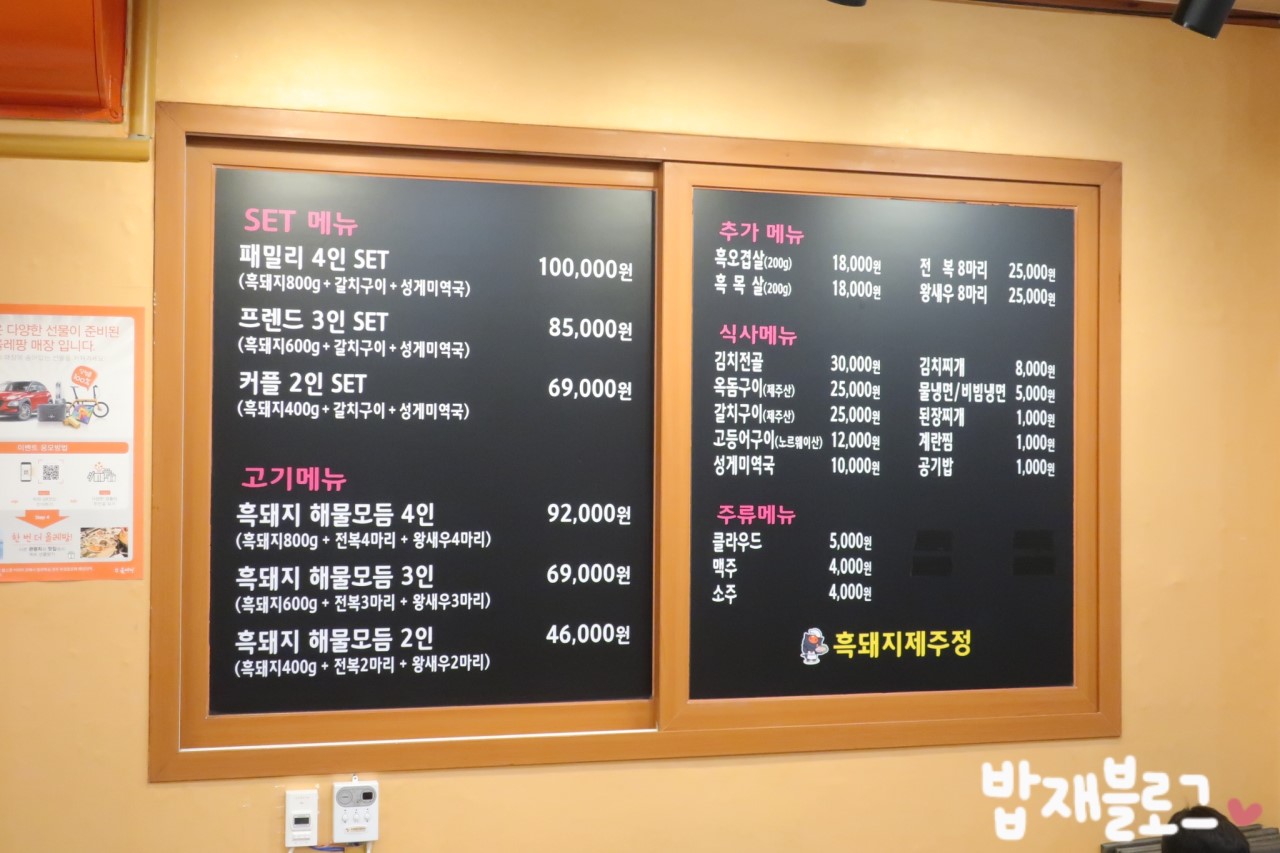 SET 메뉴
패밀리 4인 SET 100,000원
(흑돼지800g + 갈치구이 + 성게미역국)
프렌드 3인 SET 85,000원
(흑돼지600g + 갈치구이 + 성게미역국)
커플 2인 SET 69,000원
(흑돼지400g + 갈치구이 + 성게미역국)
고기메뉴
흑돼지 해물모듬 4인 92,000원
(흑돼지800g + 전복4마리 + 왕새우4마리)
흑돼지 해물모듬 3인 69,000원
(흑돼지600g + 전복3마리 + 왕새우3마리)
흑돼지 해물모듬 2인 46,000원
(흑돼지400g + 전복2마리 + 왕새우2마리)
추가 메뉴
흑오겹살(200g) 18,000원 전 복 8마리 25,000원
흑 목 살(200g) 18,000원 왕새우 8마리 25,000원
식사메뉴
김치전골 30,000원 김치찌개 8,000원
옥돔구이(제주산) 25,000원 물냉면/비빔냉면 5,000원
갈치구이(제주산) 25,000원 된장찌개 1,000원
고등어구이(노르웨이산) 12,000원 계란찜 1,000원
성게미역국 10,000원 공기밥 1,000원
주류메뉴
클라우드 5,000원
맥주 4,000원
소주 4,000원
흑돼지제주정
다양한 선물이 준비된
매장 입니다.
이벤트 응모방법
한 번 더 올레팡!
밥재블로그